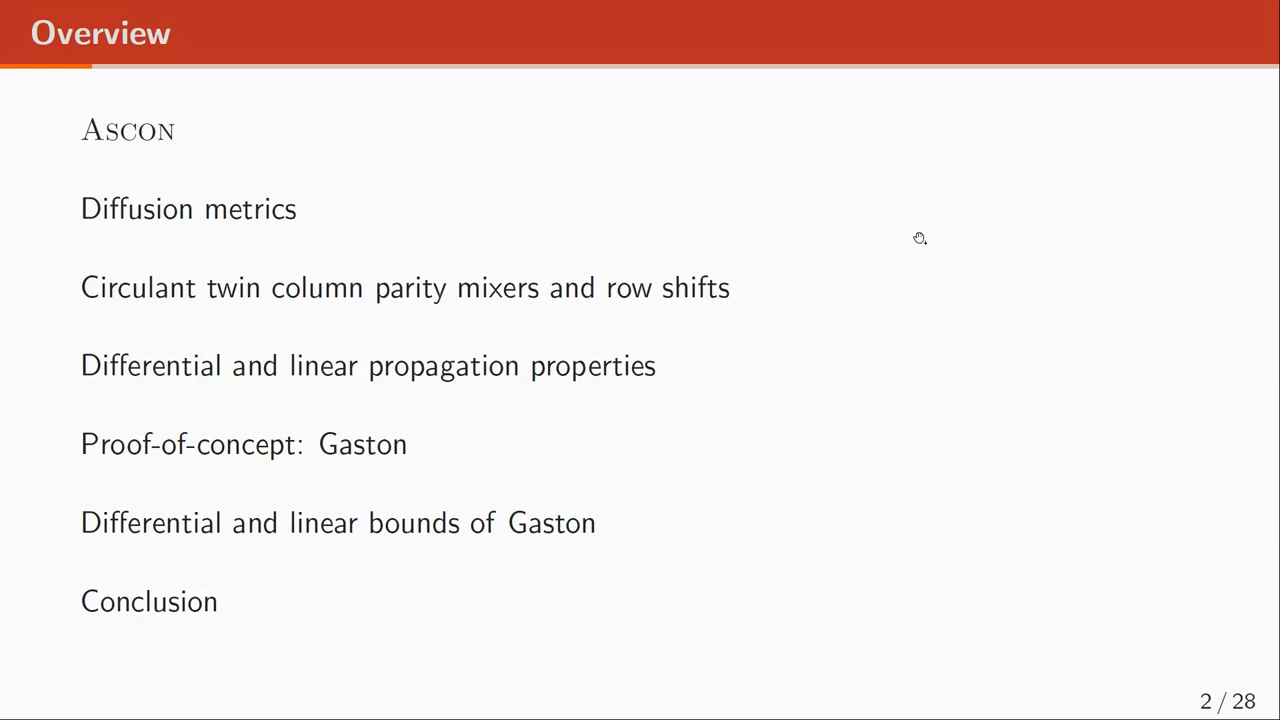 Overview
Ascon
Diffusion metrics
Circulant twin column parity mixers and row shifts
Differential and linear propagation properties
Proof-of-concept: Gaston
Differential and linear bounds of Gaston
Conclusion
2 / 28